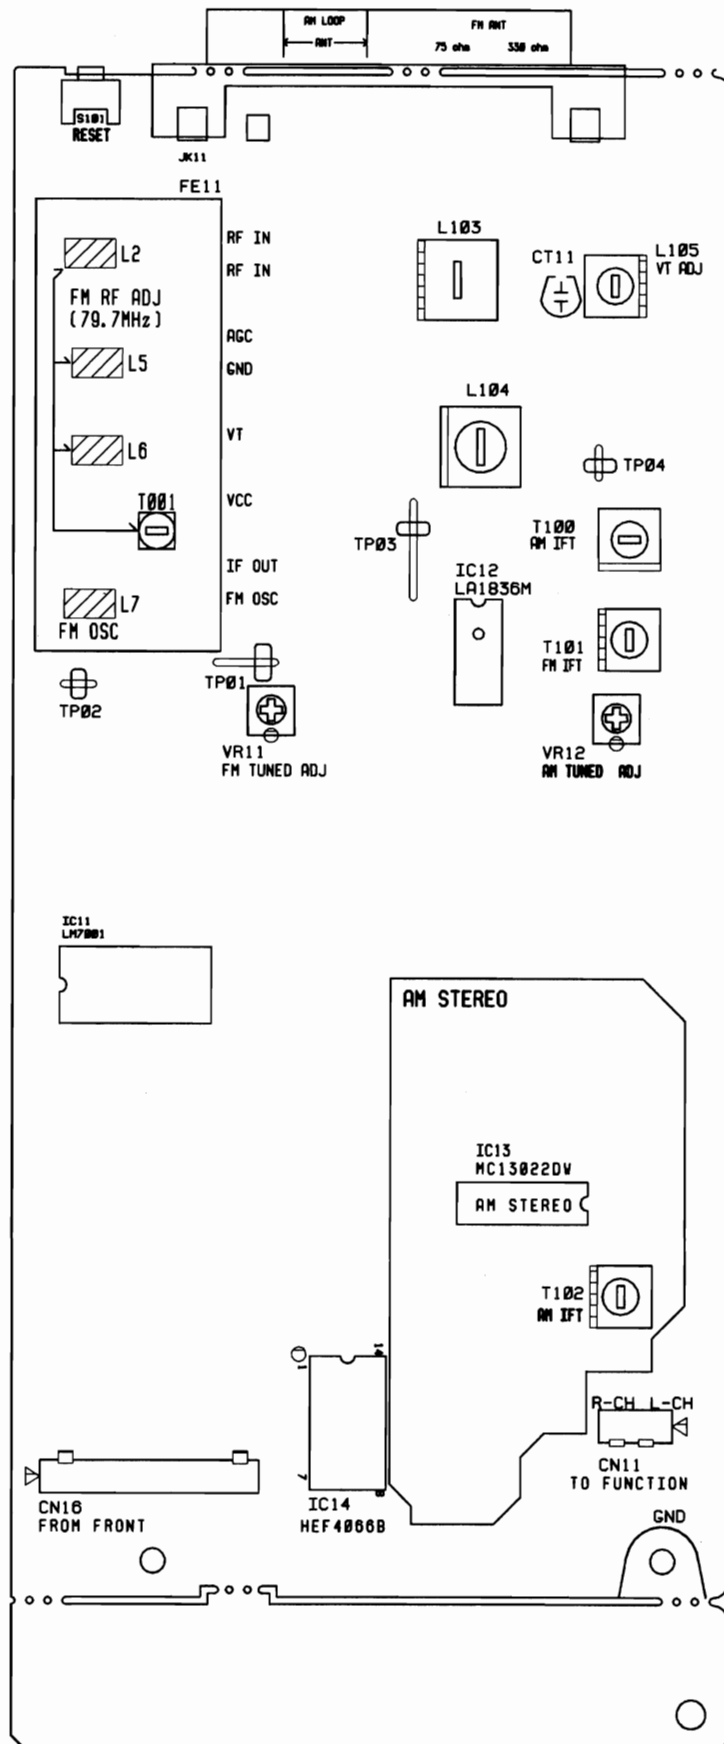 AM LOOP
ANT
FM ANT
75 ohm 330 ohm
S101
RESET
JK11
FE11
L2
RF IN
RF IN
FM RF ADJ
(79.7MHz)
AGC
L5
GND
VT
L6
T001
VCC
IF OUT
L7
FM OSC
FM OSC
L103
CT11
L105
VT ADJ
L104
TP04
TP03
T100
AM IFT
IC12
LA1836M
T101
FM IFT
TP01
TP02
VR11
FM TUNED ADJ
VR12
AM TUNED ADJ
IC11
LM7001
AM STEREO
IC13
MC13022DW
AM STEREO
T102
AM IFT
1
14
7
8
R-CH L-CH
CN11
TO FUNCTION
IC14
HEF4066B
CN16
FROM FRONT
GND